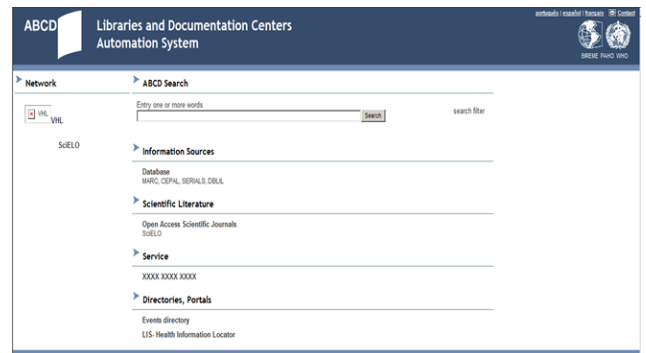 português | español | français Contact
ABCD
Libraries and Documentation Centers
Automation System
BIREME PAHO WHO
Network
VHL
VHL
SciELO
ABCD Search
Entry one or more words
Search
search filter
Information Sources
Database
MARC, CEPAL, SERIALS, DBLIL
Scientific Literature
Open Access Scientific Journals
SciELO
Service
XXXX XXXX XXXX
Directories, Portals
Events directory
LIS- Health Information Locator